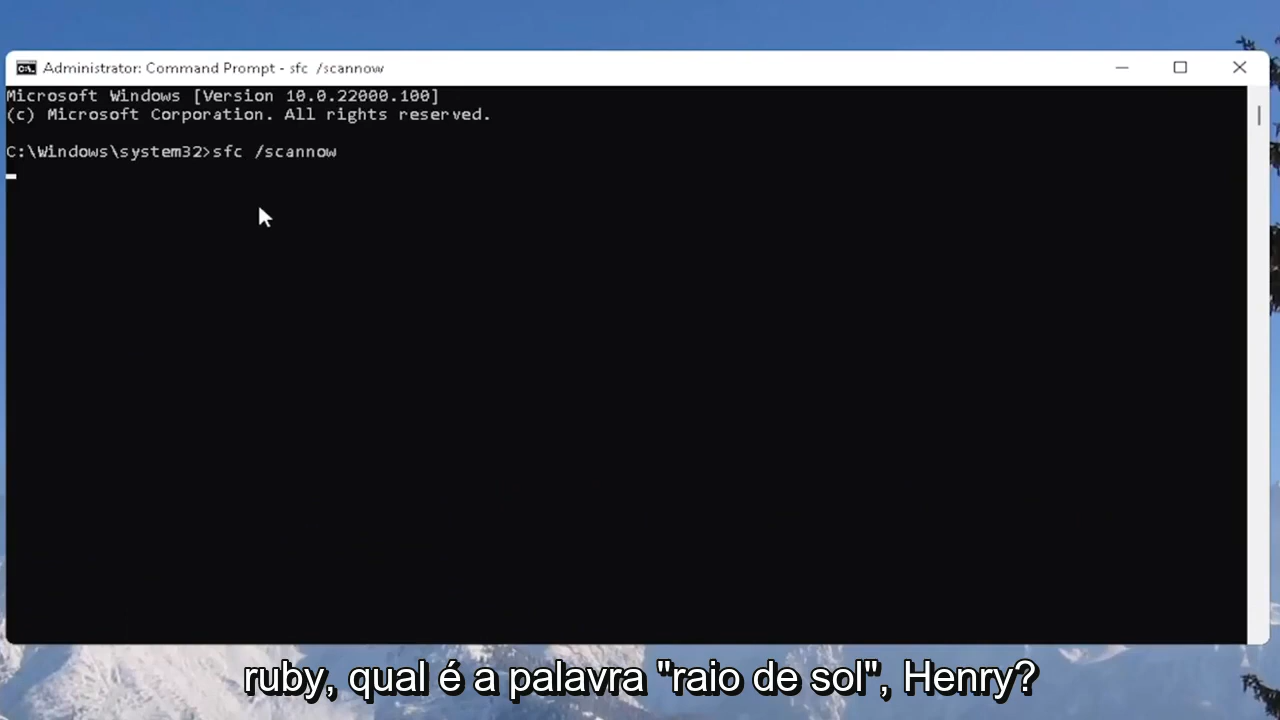 Administrator: Command Prompt - sfc /scannow
Microsoft Windows [Version 10.0.22000.100]
(c) Microsoft Corporation. All rights reserved.
C:\Windows\system32>sfc /scannow
ruby, qual é a palavra "raio de sol", Henry?